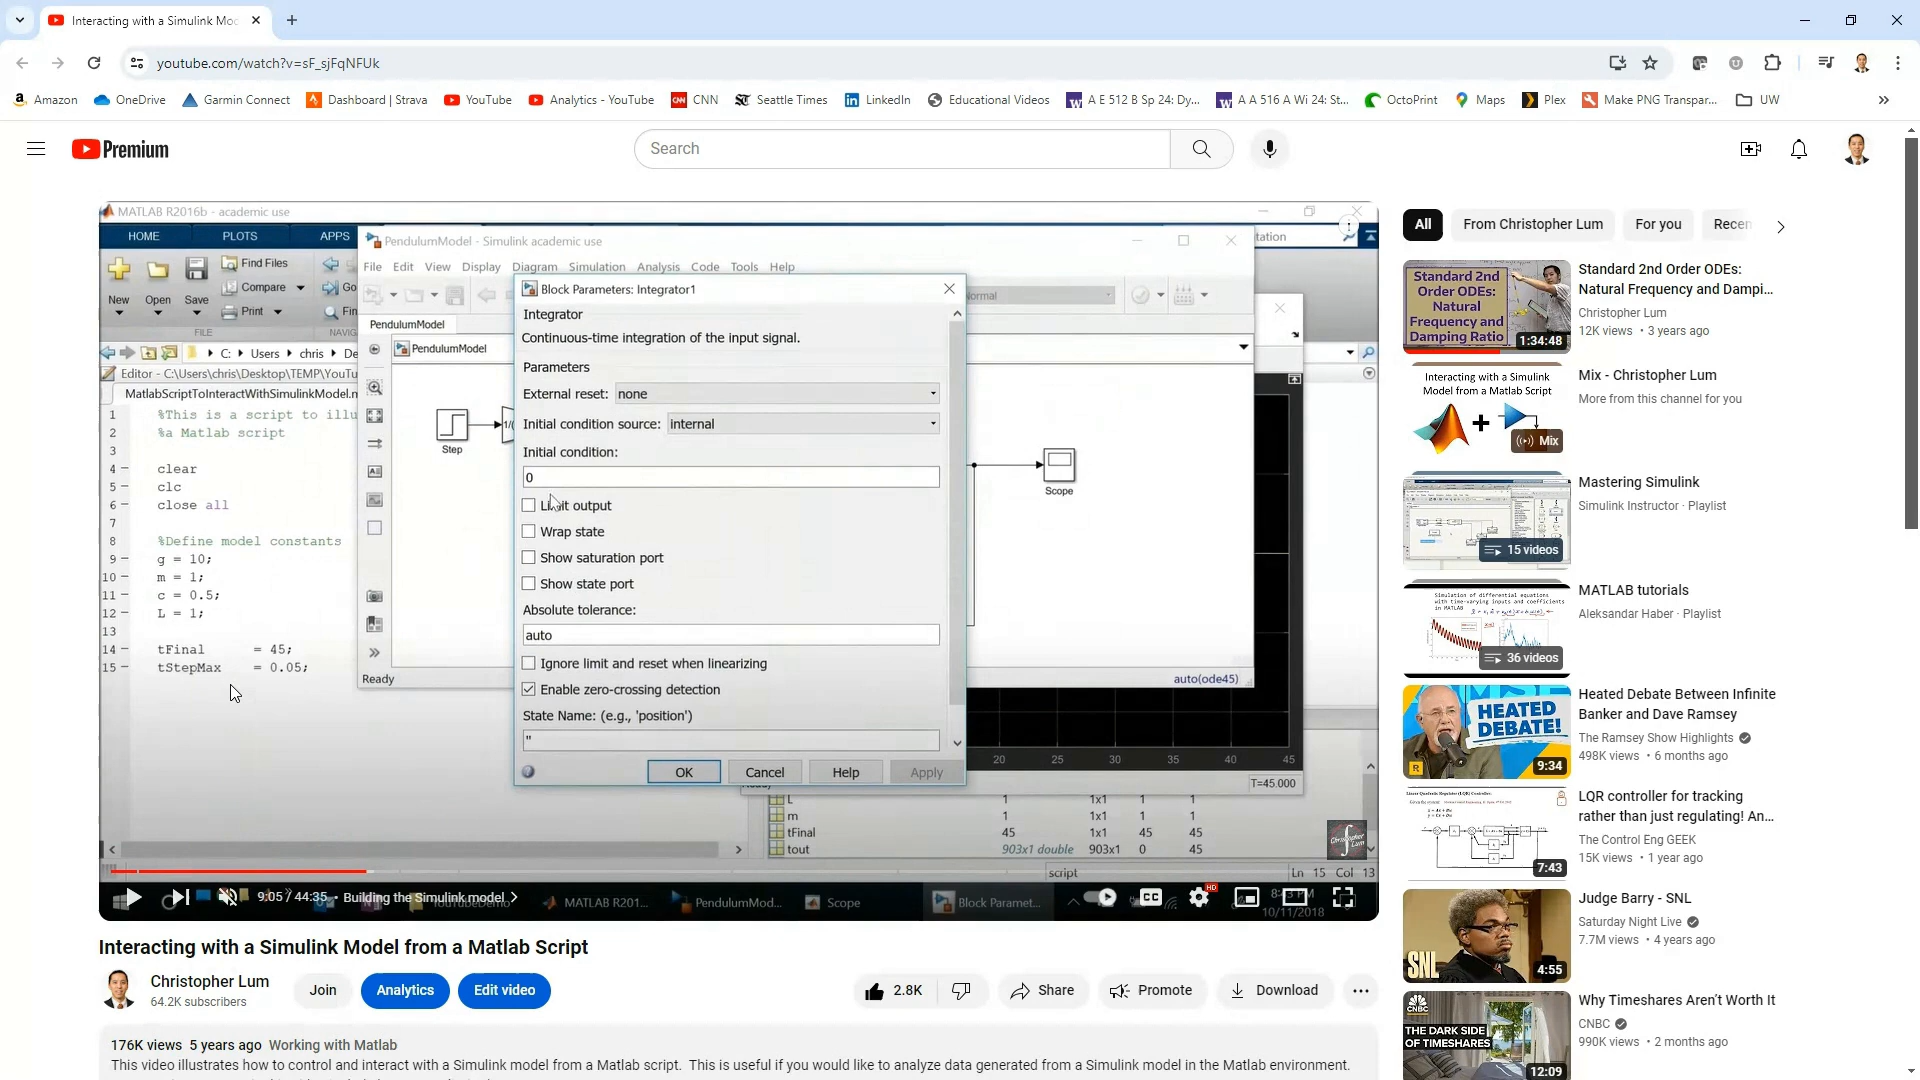 Interacting with a Simulink Mod
youtube.com/watch?v=sF_sjFqNFUk
Amazon
OneDrive
Garmin Connect
Dashboard | Strava
YouTube
Analytics - YouTube
CNN
Seattle Times
LinkedIn
Educational Videos
A E 512 B Sp 24: Dy...
A A 516 A Wi 24: St...
OctoPrint
Maps
Plex
Make PNG Transpar...
UW
Premium
Search
MATLAB R2016b - academic use
HOME
PLOTS
APPS
Find Files
Compare
Print
New
Open
Save
FILE
NAVIG
C: Users chris De
Editor - C:\Users\chris\Desktop\TEMP\YouTu
MatlabScriptToInteractWithSimulinkModel.m
1 %This is a script to illu
2 %a Matlab script
3
4 clear
5 clc
6 close all
7
8 %Define model constants
9 g = 10;
10 m = 1;
11 c = 0.5;
12 L = 1;
13
14 tFinal = 45;
15 tStepMax = 0.05;
PendulumModel - Simulink academic use
File Edit View Display Diagram Simulation Analysis Code Tools Help
PendulumModel
PendulumModel
Step
Scope
Ready
auto(ode45)
Block Parameters: Integrator1
Integrator
Continuous-time integration of the input signal.
Parameters
External reset: none
Initial condition source: internal
Initial condition:
0
Limit output
Wrap state
Show saturation port
Show state port
Absolute tolerance:
auto
Ignore limit and reset when linearizing
Enable zero-crossing detection
State Name: (e.g., 'position')
''
OK
Cancel
Help
Apply
20 25 30 35 40 45
T=45.000
L 1 1x1 1 1
m 1 1x1 1 1
tFinal 45 1x1 45 45
tout 903x1 double 903x1 0 45
script
Ln 15 Col 13
Christopher Lum
9:05 / 44:35 • Building the Simulink model
MATLAB R201...
PendulumMod...
Scope
Block Paramet...
CC
HD
10/11/2018
Interacting with a Simulink Model from a Matlab Script
Christopher Lum
64.2K subscribers
Join
Analytics
Edit video
2.8K
Share
Promote
Download
176K views 5 years ago Working with Matlab
This video illustrates how to control and interact with a Simulink model from a Matlab script. This is useful if you would like to analyze data generated from a Simulink model in the Matlab environment.
All
From Christopher Lum
For you
Recen
Standard 2nd Order ODEs: Natural Frequency and Damping Ratio
1:34:48
Standard 2nd Order ODEs:
Natural Frequency and Dampi...
Christopher Lum
12K views • 3 years ago
Interacting with a Simulink
Model from a Matlab Script
Mix
Mix - Christopher Lum
More from this channel for you
15 videos
Mastering Simulink
Simulink Instructor · Playlist
Simulation of differential equations
with time-varying inputs and coefficients
in MATLAB
36 videos
MATLAB tutorials
Aleksandar Haber · Playlist
HEATED
DEBATE!
9:34
Heated Debate Between Infinite
Banker and Dave Ramsey
The Ramsey Show Highlights
498K views • 6 months ago
7:43
LQR controller for tracking
rather than just regulating! An...
The Control Eng GEEK
15K views • 1 year ago
SNL
4:55
Judge Barry - SNL
Saturday Night Live
7.7M views • 4 years ago
CNBC
THE DARK SIDE
OF TIMESHARES
12:09
Why Timeshares Aren't Worth It
CNBC
990K views • 2 months ago